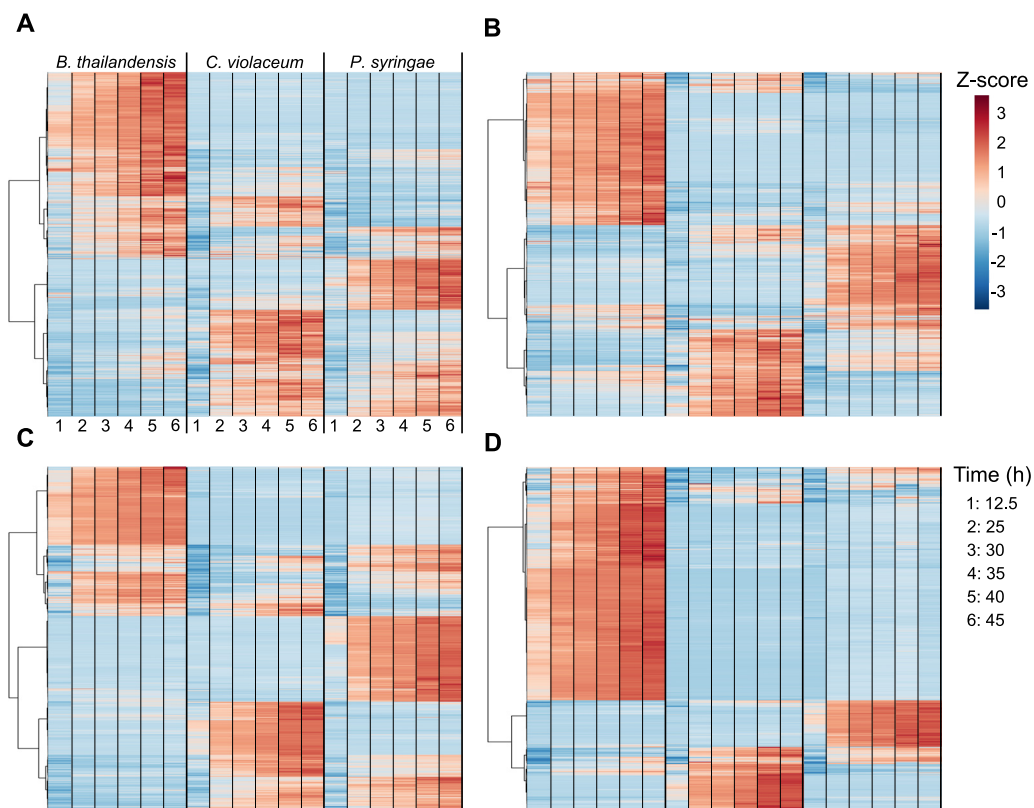 A
B. thailandensis C. violaceum P. syringae
1 2 3 4 5 6 1 2 3 4 5 6 1 2 3 4 5 6
B
Z-score
3
2
1
0
-1
-2
-3
C
D
Time (h)
1: 12.5
2: 25
3: 30
4: 35
5: 40
6: 45